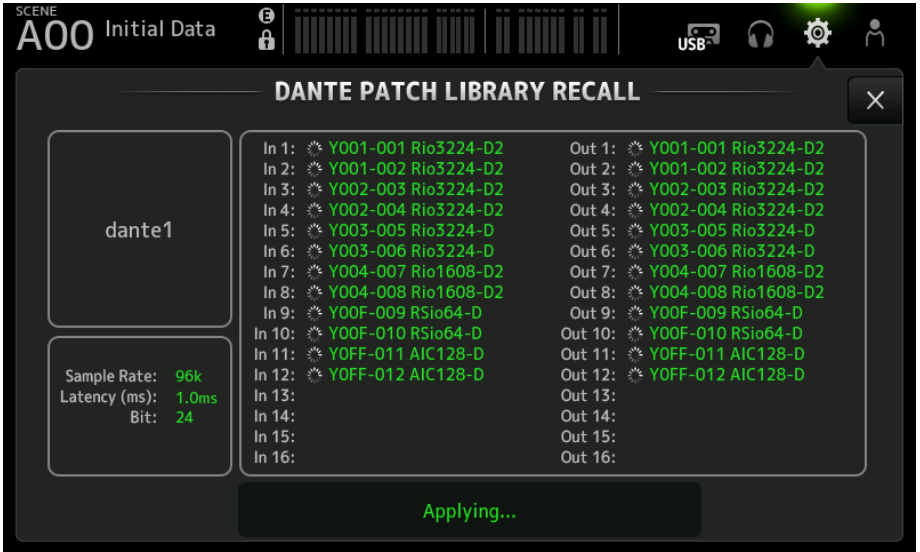 SCENE
A00 Initial Data
E
USB
DANTE PATCH LIBRARY RECALL
dante1
Sample Rate: 96k
Latency (ms): 1.0ms
Bit: 24
In 1: Y001-001 Rio3224-D2
In 2: Y001-002 Rio3224-D2
In 3: Y002-003 Rio3224-D2
In 4: Y002-004 Rio3224-D2
In 5: Y003-005 Rio3224-D
In 6: Y003-006 Rio3224-D
In 7: Y004-007 Rio1608-D2
In 8: Y004-008 Rio1608-D2
In 9: Y00F-009 RSio64-D
In 10: Y00F-010 RSio64-D
In 11: Y0FF-011 AIC128-D
In 12: Y0FF-012 AIC128-D
In 13:
In 14:
In 15:
In 16:
Out 1: Y001-001 Rio3224-D2
Out 2: Y001-002 Rio3224-D2
Out 3: Y002-003 Rio3224-D2
Out 4: Y002-004 Rio3224-D2
Out 5: Y003-005 Rio3224-D
Out 6: Y003-006 Rio3224-D
Out 7: Y004-007 Rio1608-D2
Out 8: Y004-008 Rio1608-D2
Out 9: Y00F-009 RSio64-D
Out 10: Y00F-010 RSio64-D
Out 11: Y0FF-011 AIC128-D
Out 12: Y0FF-012 AIC128-D
Out 13:
Out 14:
Out 15:
Out 16:
Applying...